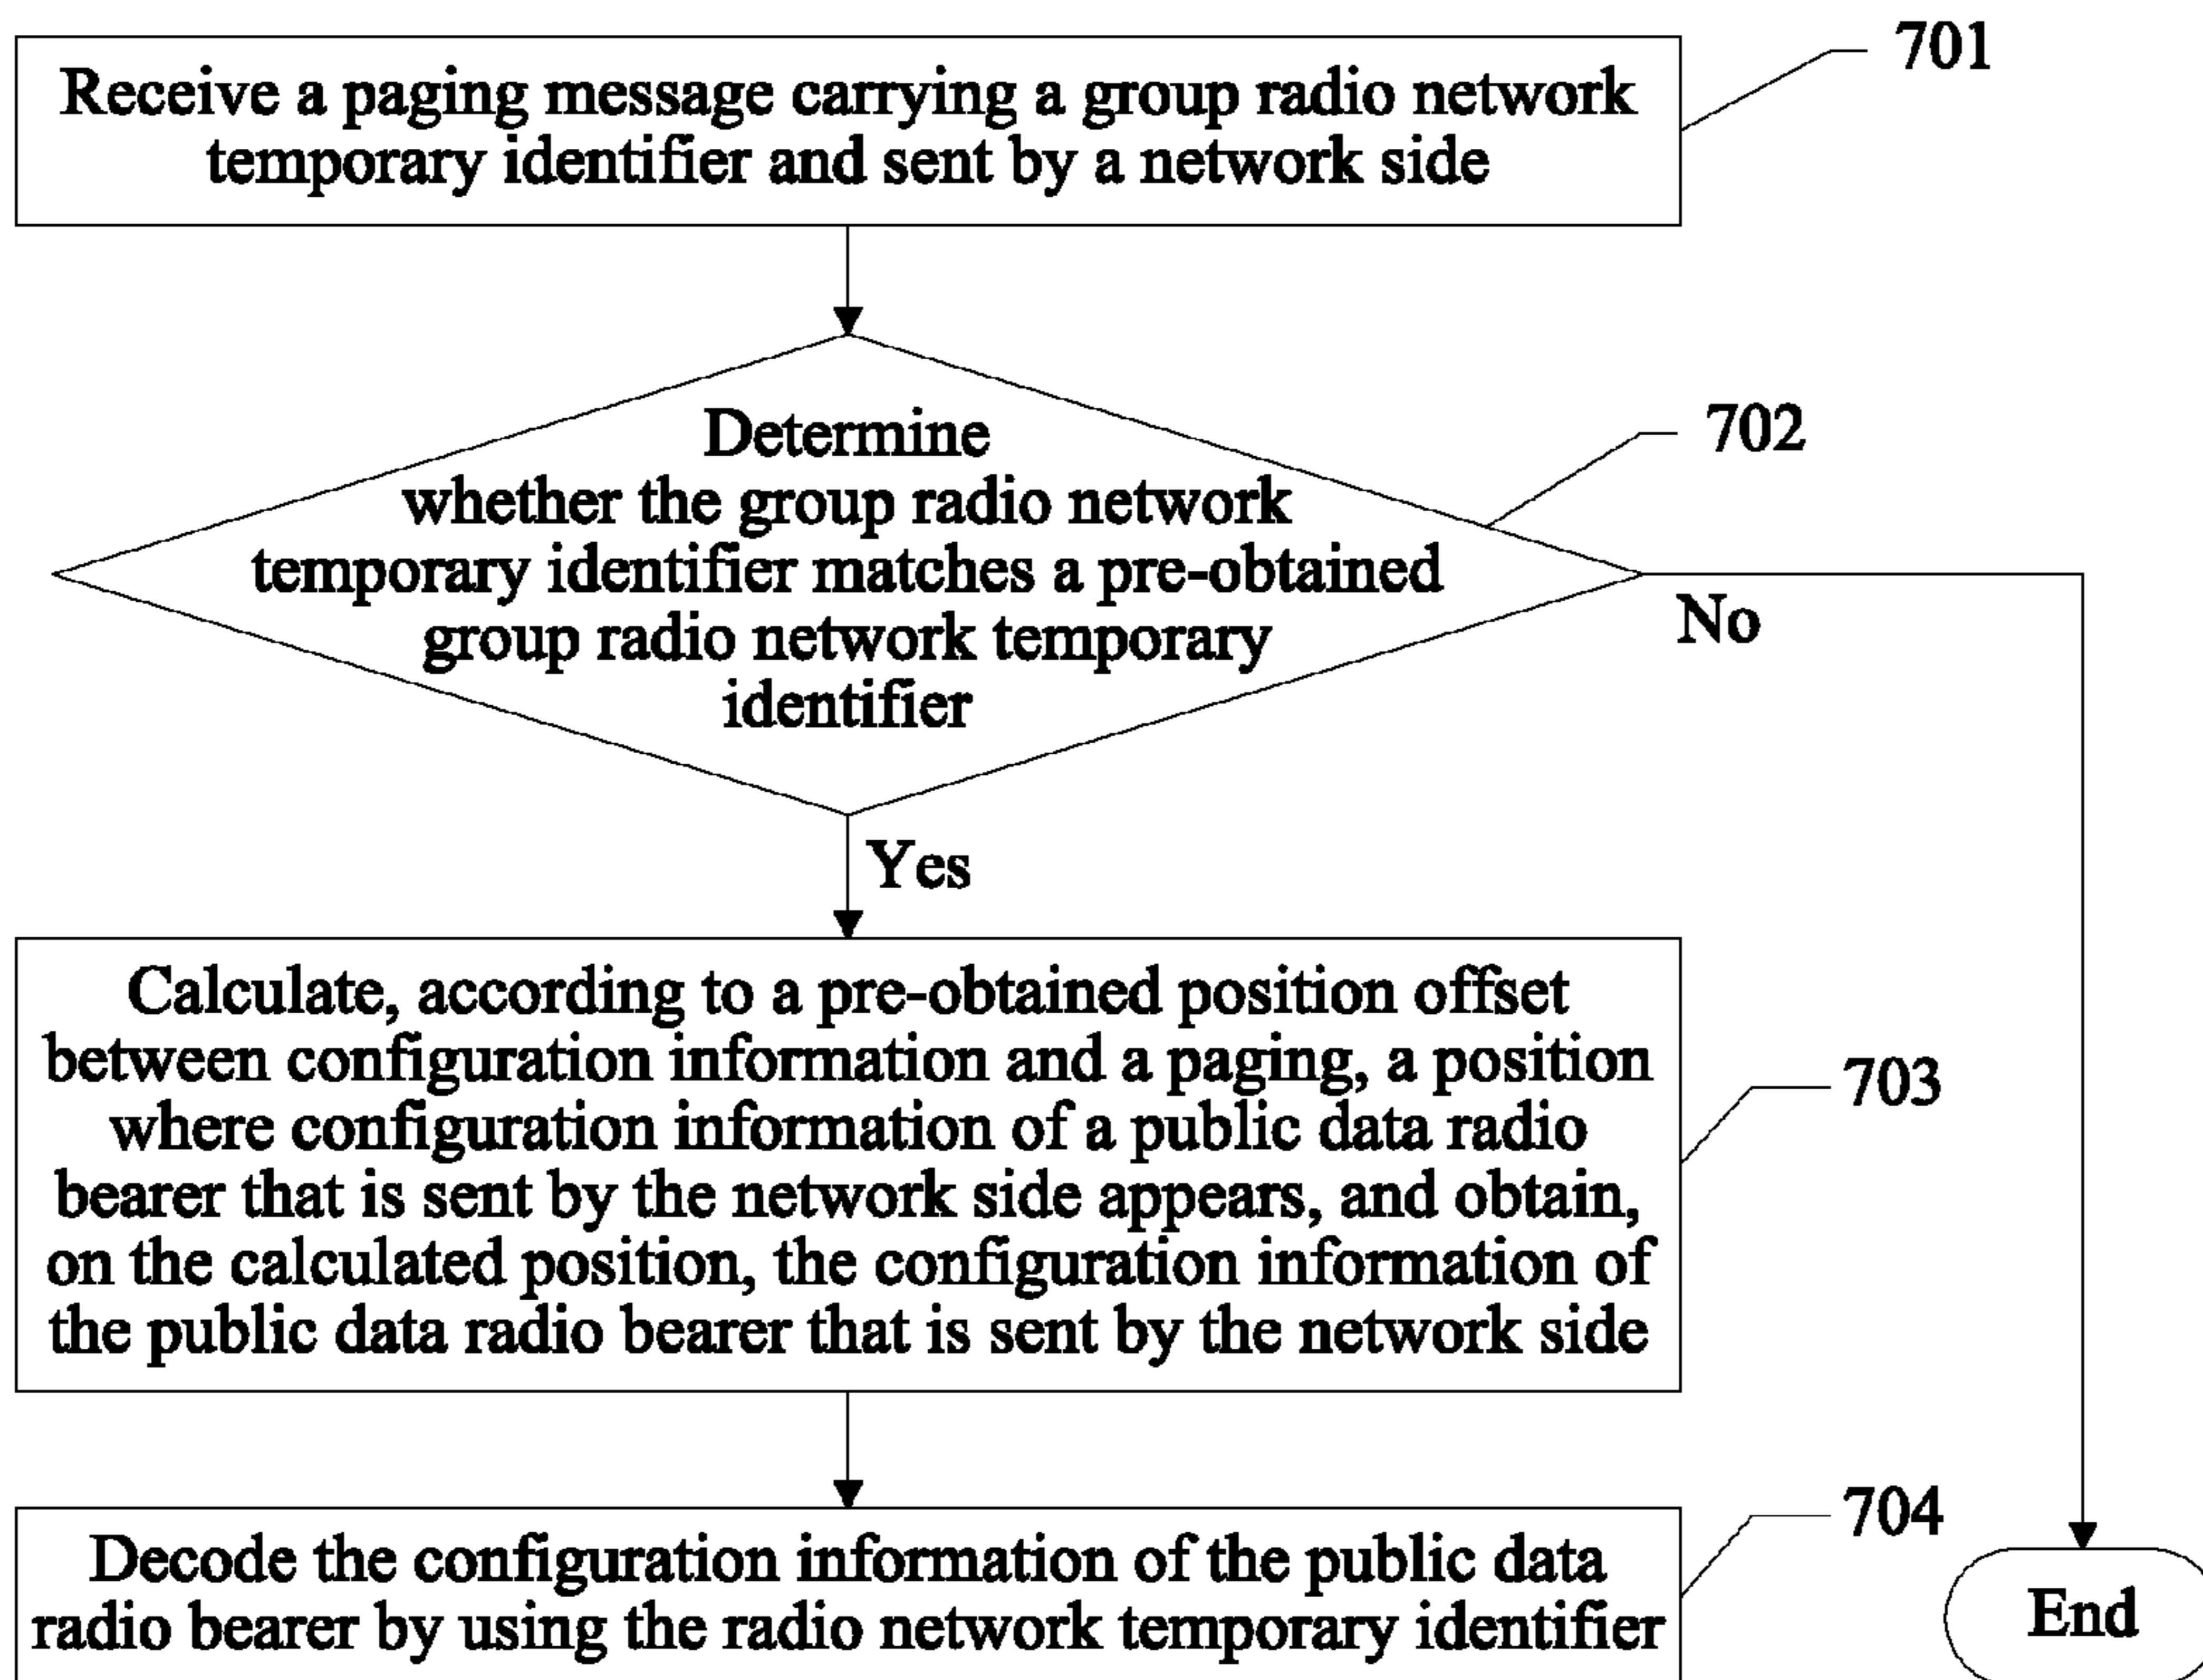 701
Receive a paging message carrying a group radio network
temporary identifier and sent by a network side
702
Determine
whether the group radio network
temporary identifier matches a pre-obtained
group radio network temporary
identifier
No
Yes
Calculate, according to a pre-obtained position offset
between configuration information and a paging, a position
where configuration information of a public data radio
bearer that is sent by the network side appears, and obtain,
on the calculated position, the configuration information of
the public data radio bearer that is sent by the network side
703
704
Decode the configuration information of the public data
radio bearer by using the radio network temporary identifier
End